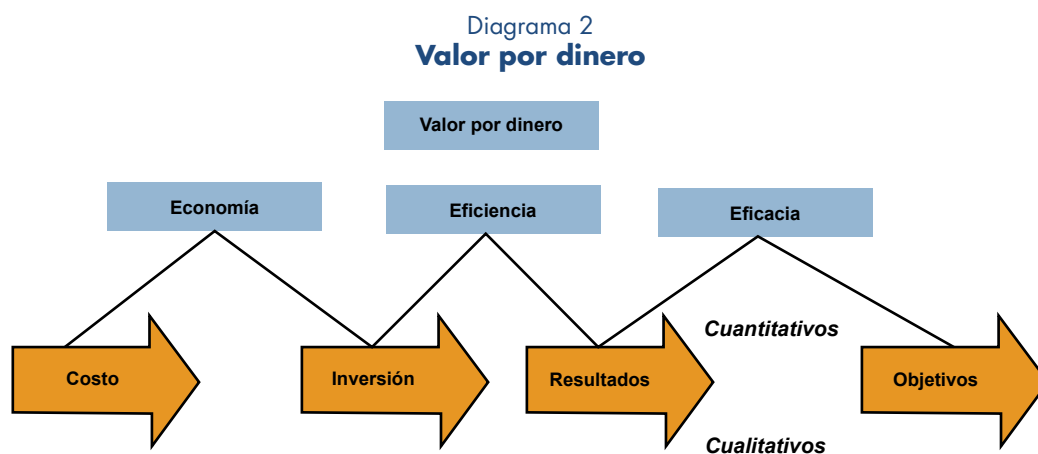 Diagrama 2
Valor por dinero
Valor por dinero
Economía
Eficiencia
Eficacia
Cuantitativos
Costo
Inversión
Resultados
Objetivos
Cualitativos